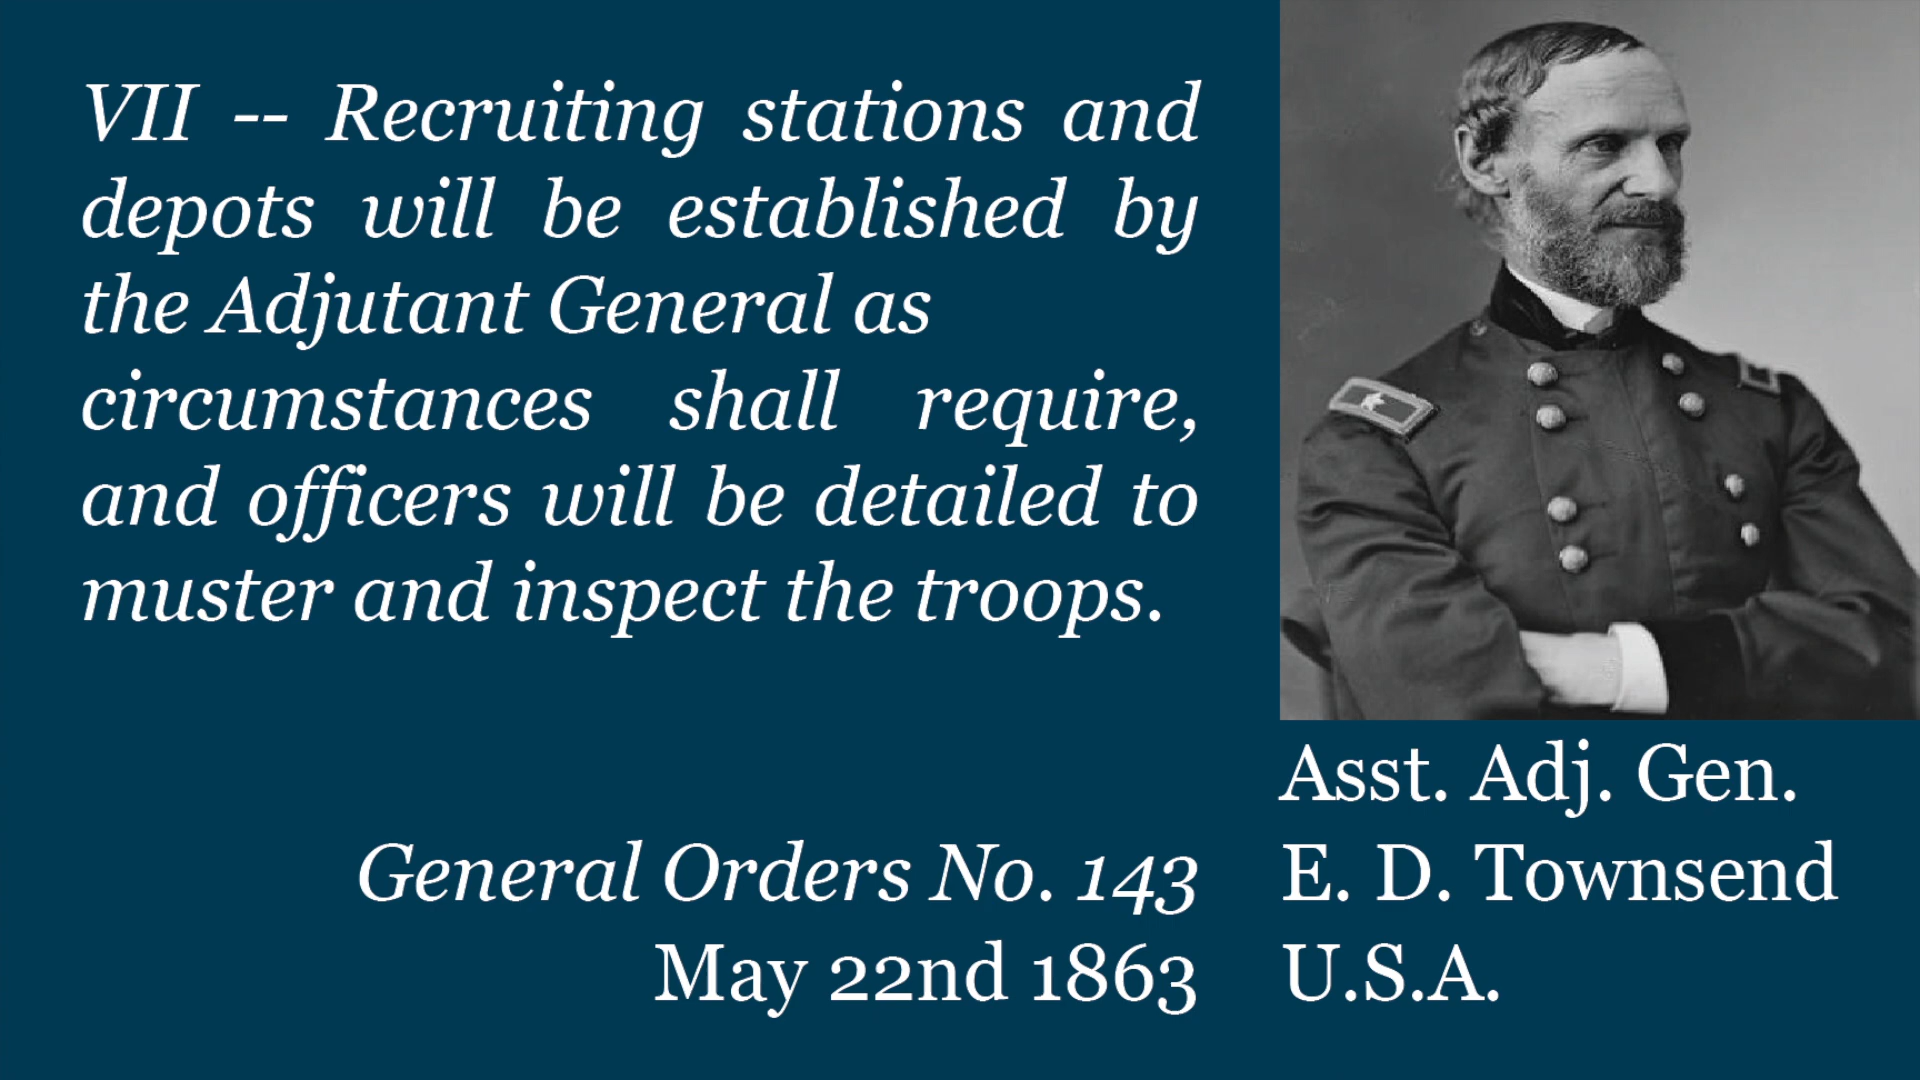 VII -- Recruiting stations and
depots will be established by
the Adjutant General as
circumstances shall require,
and officers will be detailed to
muster and inspect the troops.
General Orders No. 143
May 22nd 1863
Asst. Adj. Gen.
E. D. Townsend
U.S.A.